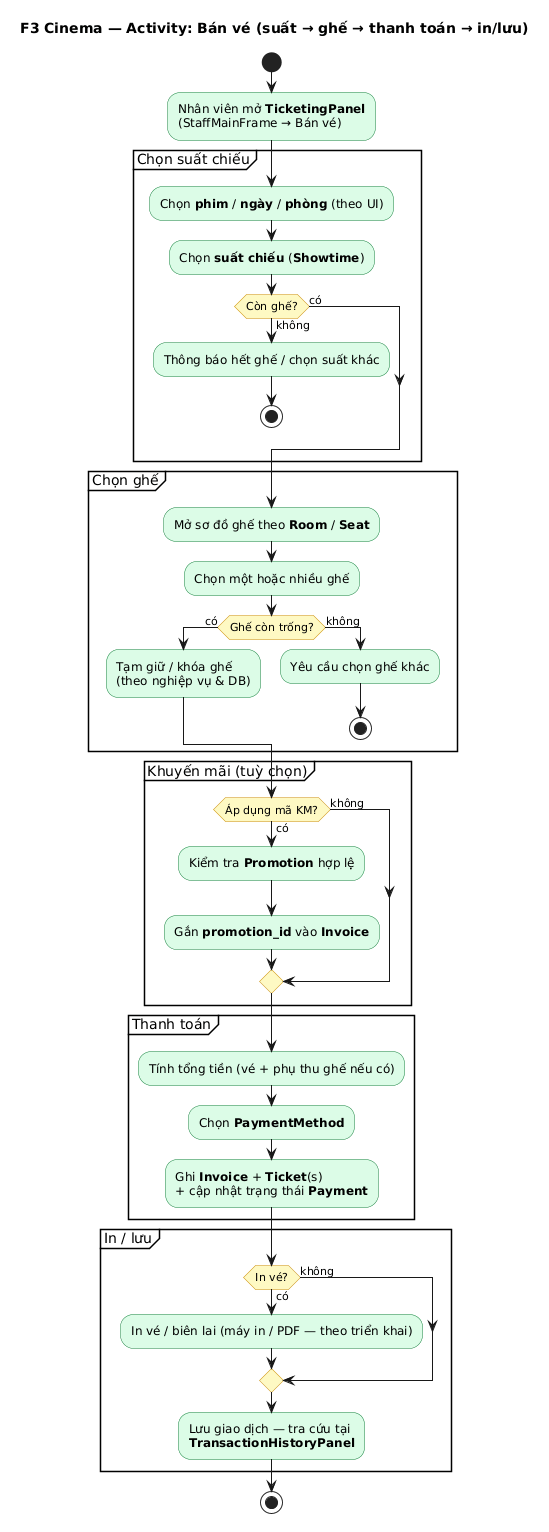 F3 Cinema — Activity: Bán vé (suất → ghế → thanh toán → in/lưu)
Nhân viên mở TicketingPanel
(StaffMainFrame → Bán vé)
Chọn suất chiếu
Chọn phim / ngày / phòng (theo UI)
Chọn suất chiếu (Showtime)
Còn ghế?
có
không
Thông báo hết ghế / chọn suất khác
Chọn ghế
Mở sơ đồ ghế theo Room / Seat
Chọn một hoặc nhiều ghế
có
Ghế còn trống?
không
Tạm giữ / khóa ghế
(theo nghiệp vụ & DB)
Yêu cầu chọn ghế khác
Khuyến mãi (tuỳ chọn)
Áp dụng mã KM?
không
có
Kiểm tra Promotion hợp lệ
Gắn promotion_id vào Invoice
Thanh toán
Tính tổng tiền (vé + phụ thu ghế nếu có)
Chọn PaymentMethod
Ghi Invoice + Ticket(s)
+ cập nhật trạng thái Payment
In / lưu
In vé?
không
có
In vé / biên lai (máy in / PDF — theo triển khai)
Lưu giao dịch — tra cứu tại
TransactionHistoryPanel